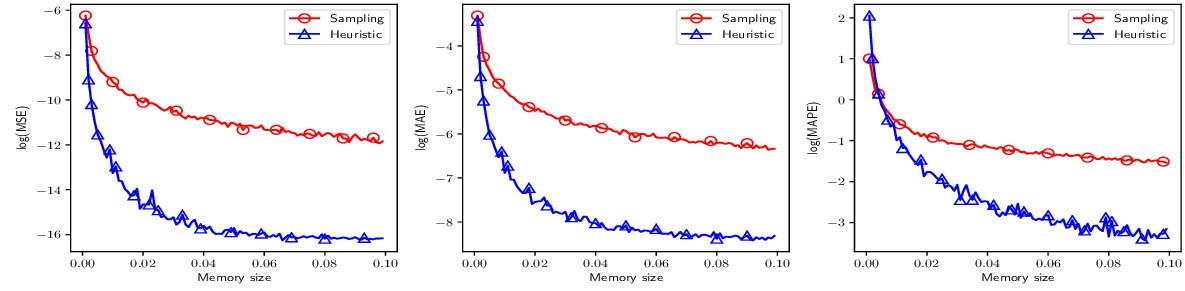 −6
−8
−10
−12
−14
−16
log(MSE)
0.00 0.02 0.04 0.06 0.08 0.10
Memory size
Sampling
Heuristic
−4
−5
−6
−7
−8
log(MAE)
0.00 0.02 0.04 0.06 0.08 0.10
Memory size
Sampling
Heuristic
2
1
0
−1
−2
−3
log(MAPE)
0.00 0.02 0.04 0.06 0.08 0.10
Memory size
Sampling
Heuristic